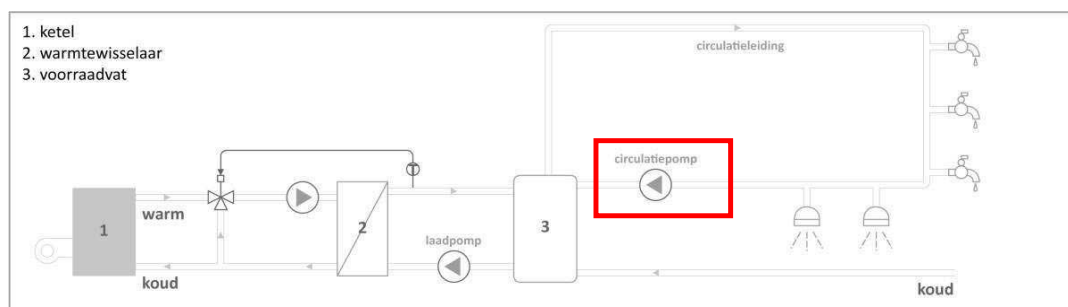 1. ketel
2. warmtewisselaar
3. voorraadvat
circulatieleiding
circulatiepomp
T
warm
1
2
laadpomp
3
koud
koud